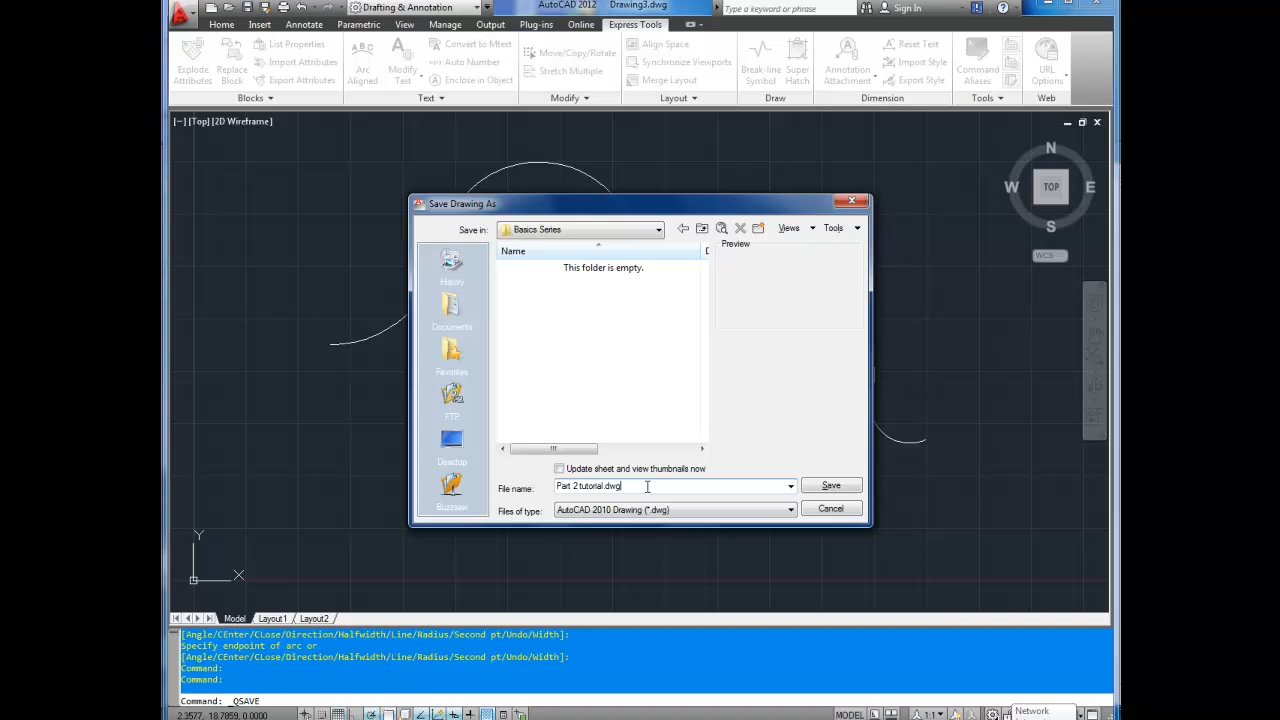 Drafting & Annotation
AutoCAD 2012 Drawing3.dwg
Type a keyword or phrase
Sign In
Home Insert Annotate Parametric View Manage Output Plug-ins Online Express Tools
Explode Attributes
Replace Block
List Properties
Import Attributes
Export Attributes
Arc Aligned
Modify Text
Convert to Mtext
Auto Number
Enclose in Object
Move/Copy/Rotate
Stretch Multiple
Align Space
Synchronize Viewports
Merge Layout
Break-line Symbol
Super Hatch
Annotation Attachment
Reset Text
Import Style
Export Style
Command Aliases
URL Options
Blocks Text Modify Layout Draw Dimension Tools Web
[−] [Top] [2D Wireframe]
N
W TOP E
S
WCS
Save Drawing As
Save in: Basics Series
Views Tools
Name
D
Preview
This folder is empty.
History
Documents
Favorites
FTP
Desktop
Buzzsaw
Update sheet and view thumbnails now
File name: Part 2 tutorial.dwg
Save
Files of type: AutoCAD 2010 Drawing (*.dwg)
Cancel
Y
X
Model Layout1 Layout2
[Angle/CEnter/CLose/Direction/Halfwidth/Line/Radius/Second pt/Undo/Width]:
Specify endpoint of arc or
[Angle/CEnter/CLose/Direction/Halfwidth/Line/Radius/Second pt/Undo/Width]:
Command:
Command:
Command: _QSAVE
2.3577, 18.7859, 0.0000
MODEL
1:1
Network